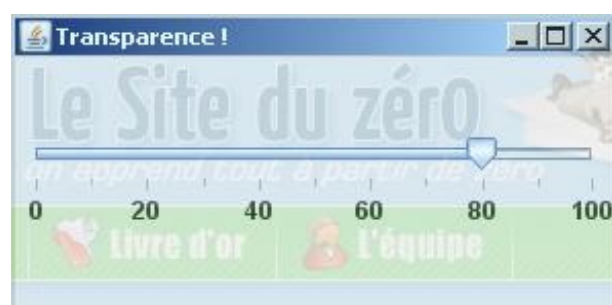 Transparence !
Le Site du zér0
on apprend tout à partir de zéro
0 20 40 60 80 100
Livre d'or L'équipe